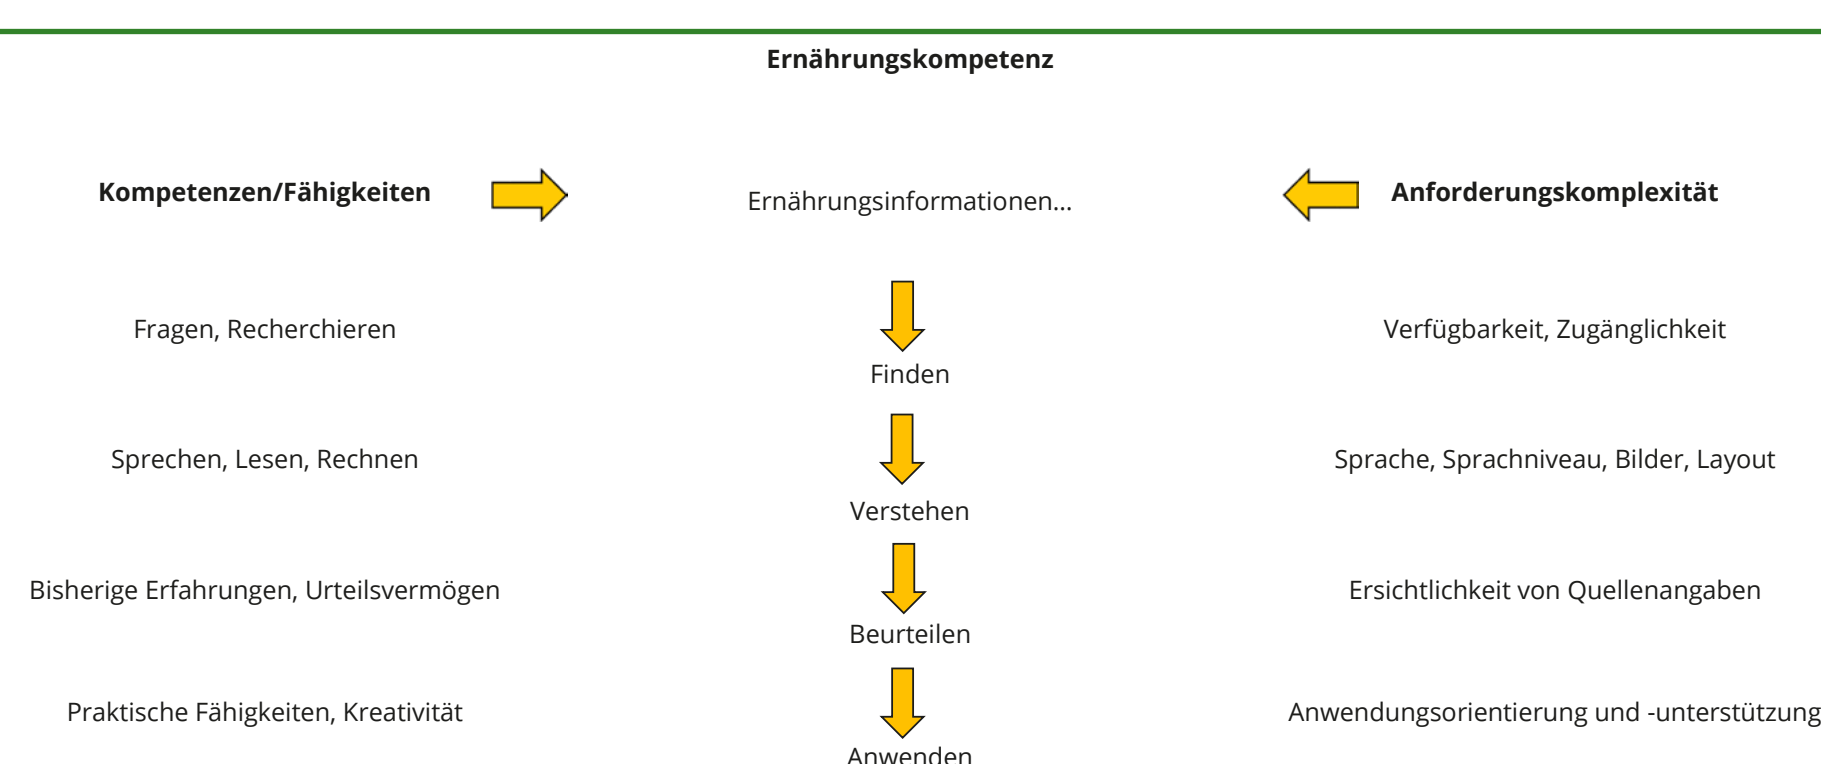 Ernährungskompetenz
Kompetenzen/Fähigkeiten
Ernährungsinformationen...
Anforderungskomplexität
Fragen, Recherchieren
Verfügbarkeit, Zugänglichkeit
Finden
Sprechen, Lesen, Rechnen
Sprache, Sprachniveau, Bilder, Layout
Verstehen
Bisherige Erfahrungen, Urteilsvermögen
Ersichtlichkeit von Quellenangaben
Beurteilen
Praktische Fähigkeiten, Kreativität
Anwendungsorientierung und -unterstützung
Anwenden